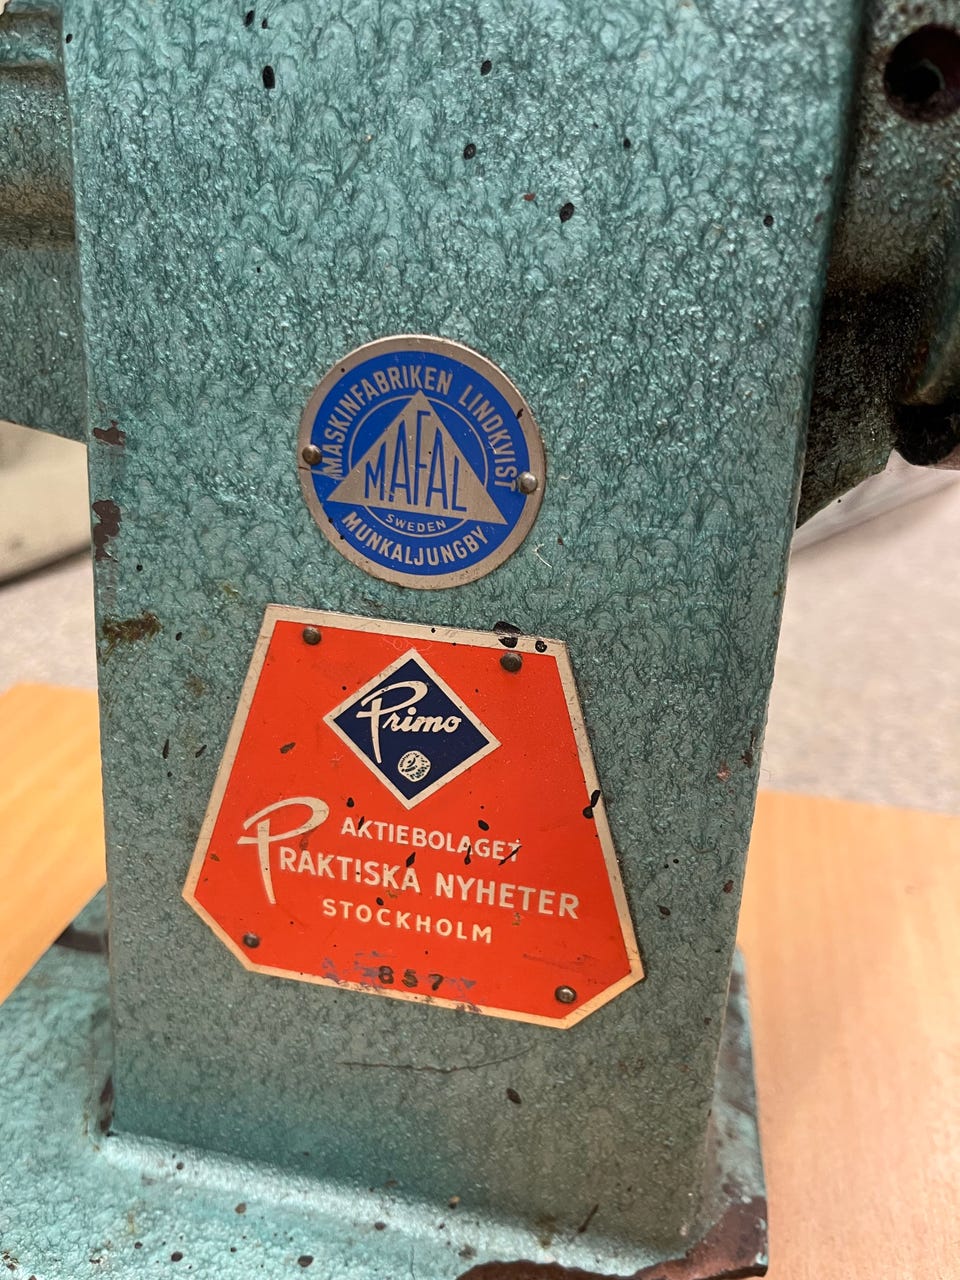 MASKINFABRIKEN LINDKVIST
MAFAL
SWEDEN
MUNKALJUNGBY
Primo
AKTIEBOLAGET
PRAKTISKA NYHETER
STOCKHOLM
857